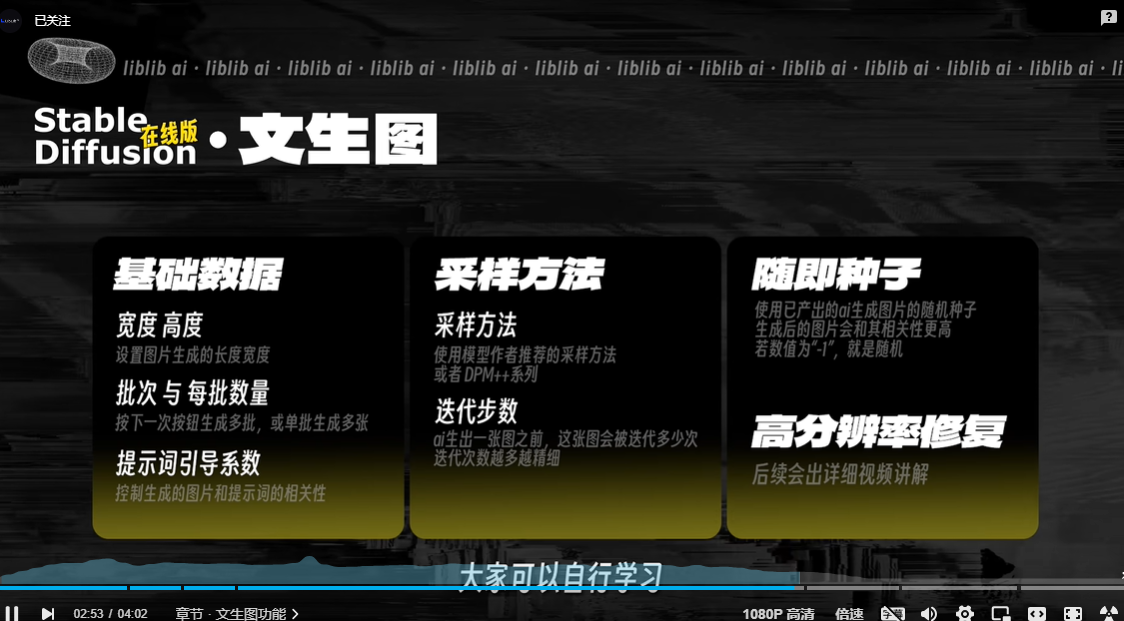 已关注
liblib ai · liblib ai · liblib ai · liblib ai · liblib ai · liblib ai · liblib ai · liblib ai · liblib ai · liblib ai · liblib ai · liblib ai · li
Stable
Diffusion
在线版
· 文生图
基础数据
宽度 高度
设置图片生成的长度宽度
批次 与 每批数量
按下一次按钮生成多批，或单批生成多张
提示词引导系数
控制生成的图片和提示词的相关性
采样方法
采样方法
使用模型作者推荐的采样方法
或者 DPM++系列
迭代步数
ai生出一张图之前，这张图会被迭代多少次
迭代次数越多越精细
随即种子
使用已产出的ai生成图片的随机种子
生成后的图片会和其相关性更高
若数值为“-1”，就是随机
高分辨率修复
后续会出详细视频讲解
大家可以自行学习
02:53 / 04:02
章节 · 文生图功能
1080P 高清
倍速
字幕